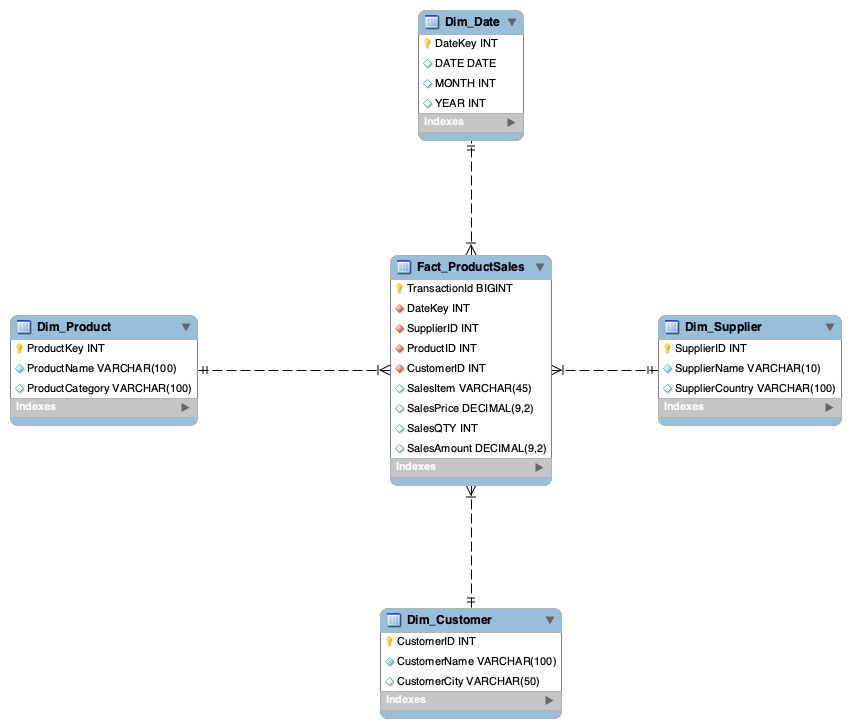 Dim_Date
DateKey INT
DATE DATE
MONTH INT
YEAR INT
Indexes
Fact_ProductSales
TransactionId BIGINT
DateKey INT
SupplierID INT
ProductID INT
CustomerID INT
SalesItem VARCHAR(45)
SalesPrice DECIMAL(9,2)
SalesQTY INT
SalesAmount DECIMAL(9,2)
Indexes
Dim_Product
ProductKey INT
ProductName VARCHAR(100)
ProductCategory VARCHAR(100)
Indexes
Dim_Supplier
SupplierID INT
SupplierName VARCHAR(10)
SupplierCountry VARCHAR(100)
Indexes
Dim_Customer
CustomerID INT
CustomerName VARCHAR(100)
CustomerCity VARCHAR(50)
Indexes